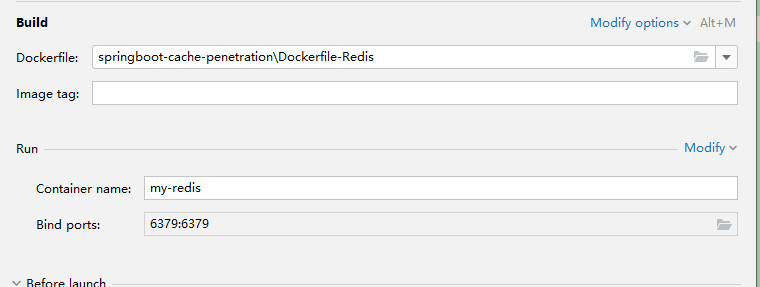 Build Modify options Alt+M
Dockerfile: springboot-cache-penetration\Dockerfile-Redis
Image tag:
Run Modify
Container name: my-redis
Bind ports: 6379:6379
Before launch